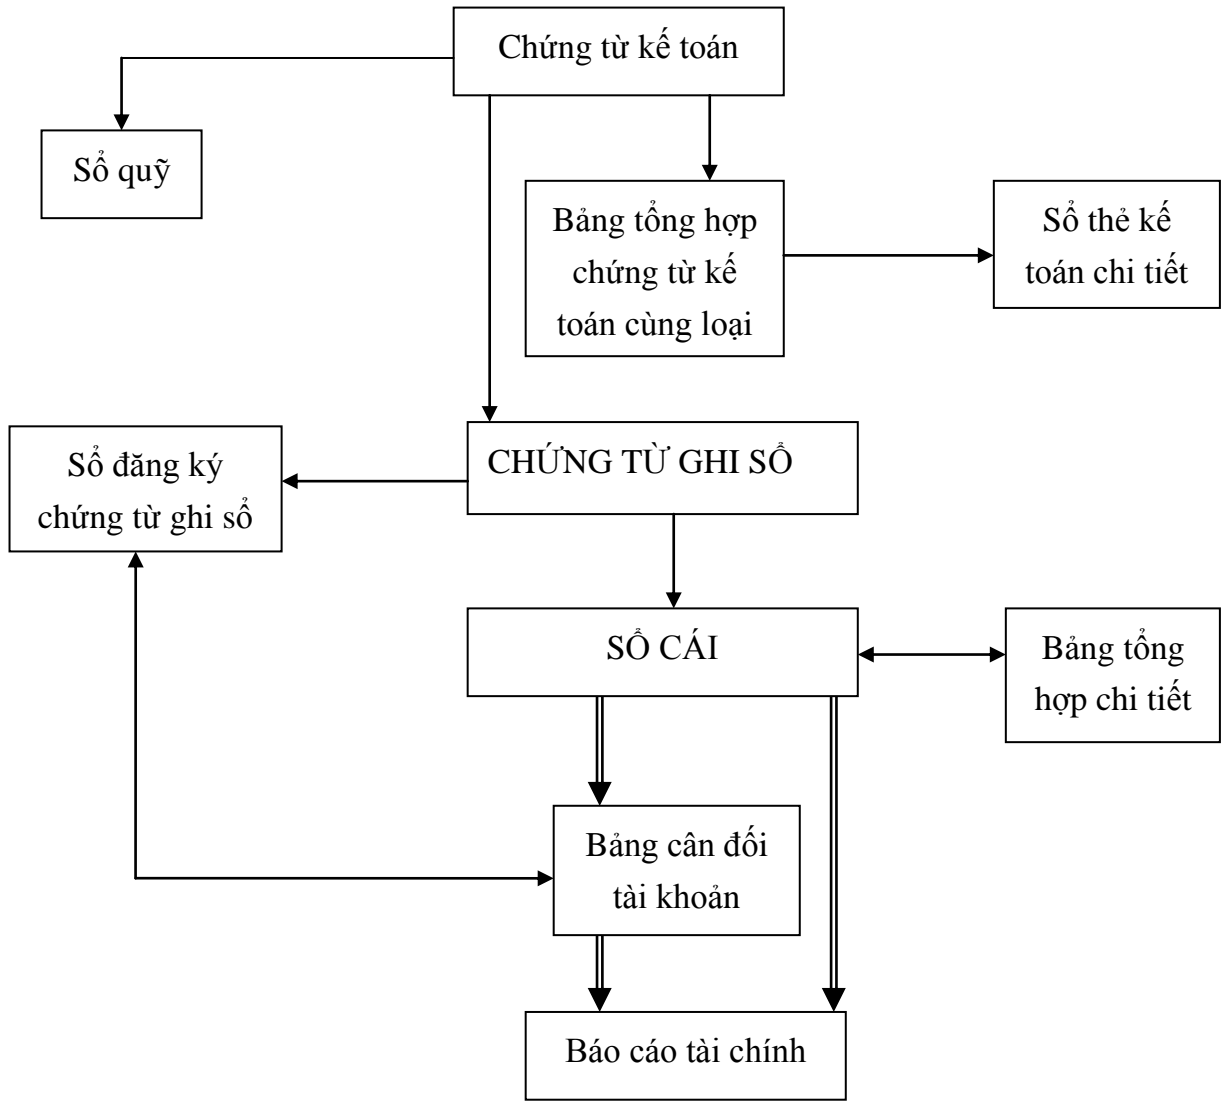 Chứng từ kế toán
Sổ quỹ
Bảng tổng hợp
chứng từ kế
toán cùng loại
Sổ thẻ kế
toán chi tiết
Sổ đăng ký
chứng từ ghi sổ
CHỨNG TỪ GHI SỔ
SỔ CÁI
Bảng tổng
hợp chi tiết
Bảng cân đối
tài khoản
Báo cáo tài chính